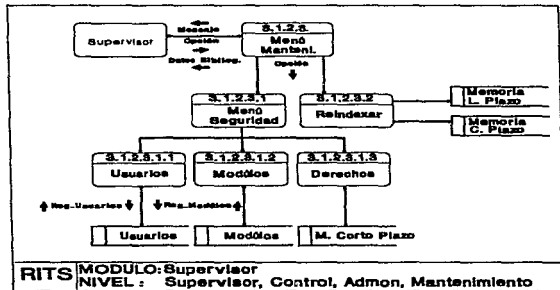 Supervisor
Mensaje
Opción
Datos Bibliog.
3.1.2.3.
Menú
Manteni.
Opción
3.1.2.3.1
Menú
Seguridad
3.1.2.3.2
Reindexar
Memoria
L. Plazo
Memoria
C. Plazo
3.1.2.3.1.1
Usuarios
3.1.2.3.1.2
Modúlos
3.1.2.3.1.3
Derechos
Reg_Usuarios
Reg_Modúlos
Usuarios
Modúlos
M. Corto Plazo
RITS
MODULO: Supervisor
NIVEL : Supervisor, Control, Admon, Mantenimiento